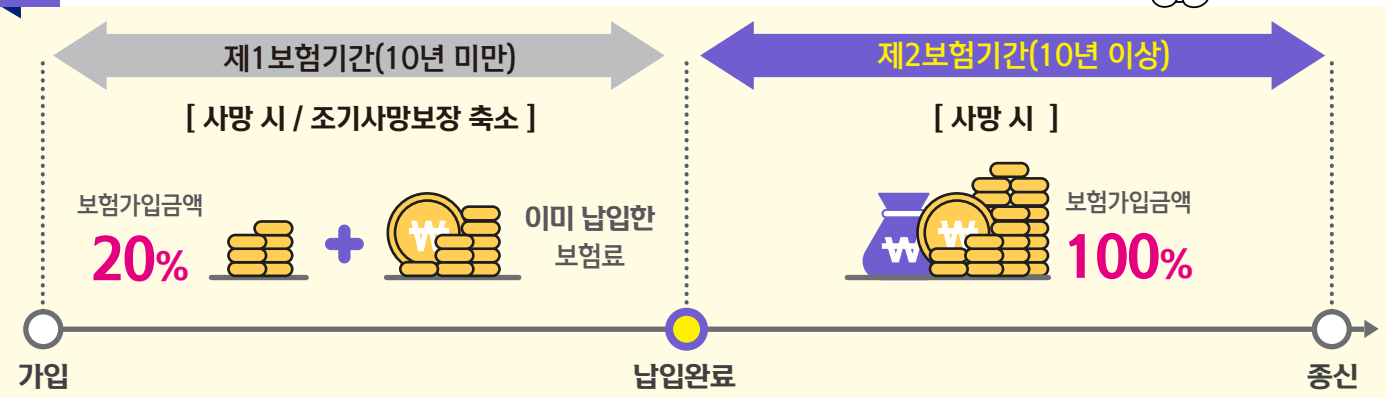 제1보험기간(10년 미만)
[ 사망 시 / 조기사망보장 축소 ]
보험가입금액
20%
이미 납입한
보험료
제2보험기간(10년 이상)
[ 사망 시 ]
보험가입금액
100%
가입
납입완료
종신